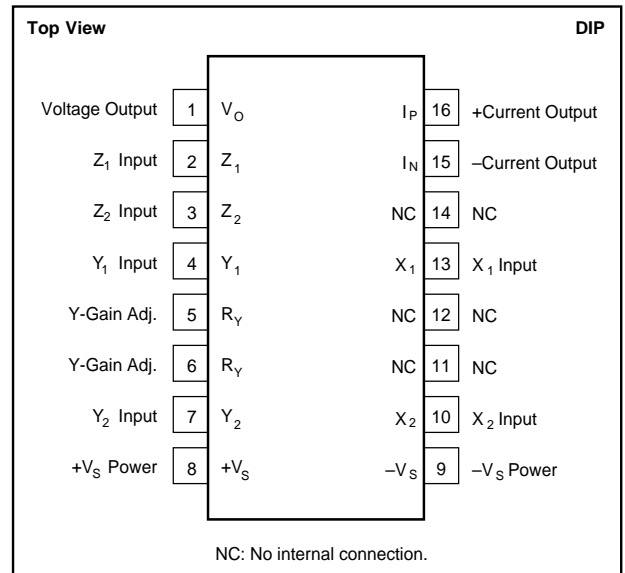 Top View DIP
Voltage Output 1 VO IP 16 +Current Output
Z1 Input 2 Z1 IN 15 –Current Output
Z2 Input 3 Z2 NC 14 NC
Y1 Input 4 Y1 X1 13 X1 Input
Y-Gain Adj. 5 RY NC 12 NC
Y-Gain Adj. 6 RY NC 11 NC
Y2 Input 7 Y2 X2 10 X2 Input
+VS Power 8 +VS –VS 9 –VS Power
NC: No internal connection.